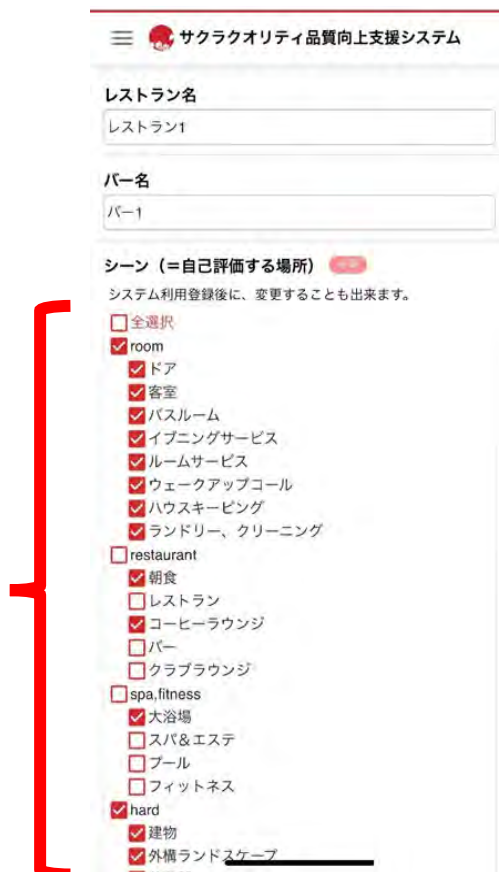 サクラクオリティ品質向上支援システム
レストラン名
レストラン1
バー名
バー1
シーン（=自己評価する場所）
システム利用登録後に、変更することも出来ます。
全選択
room
ドア
客室
バスルーム
イブニングサービス
ルームサービス
ウェークアップコール
ハウスキーピング
ランドリー、クリーニング
restaurant
朝食
レストラン
コーヒーラウンジ
バー
クラブラウンジ
spa,fitness
大浴場
スパ&エステ
プール
フィットネス
hard
建物
外構ランドスケープ